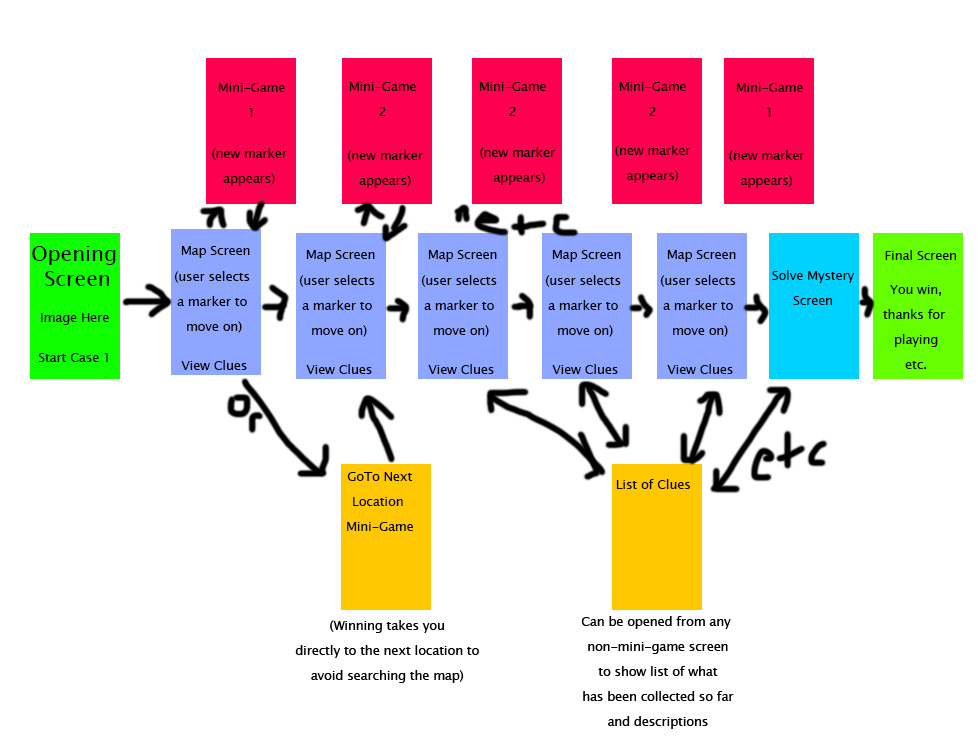 Mini-Game
1
(new marker
appears)
Mini-Game
2
(new marker
appears)
Mini-Game
2
(new marker
appears)
Mini-Game
2
(new marker
appears)
Mini-Game
1
(new marker
appears)
etc
Opening
Screen
Image Here
Start Case 1
Map Screen
(user selects
a marker to
move on)
View Clues
Map Screen
(user selects
a marker to
move on)
View Clues
Map Screen
(user selects
a marker to
move on)
View Clues
Map Screen
(user selects
a marker to
move on)
View Clues
Map Screen
(user selects
a marker to
move on)
View Clues
Solve Mystery
Screen
Final Screen
You win,
thanks for
playing
etc.
Or
etc
GoTo Next
Location
Mini-Game
(Winning takes you
directly to the next location to
avoid searching the map)
List of Clues
Can be opened from any
non-mini-game screen
to show list of what
has been collected so far
and descriptions